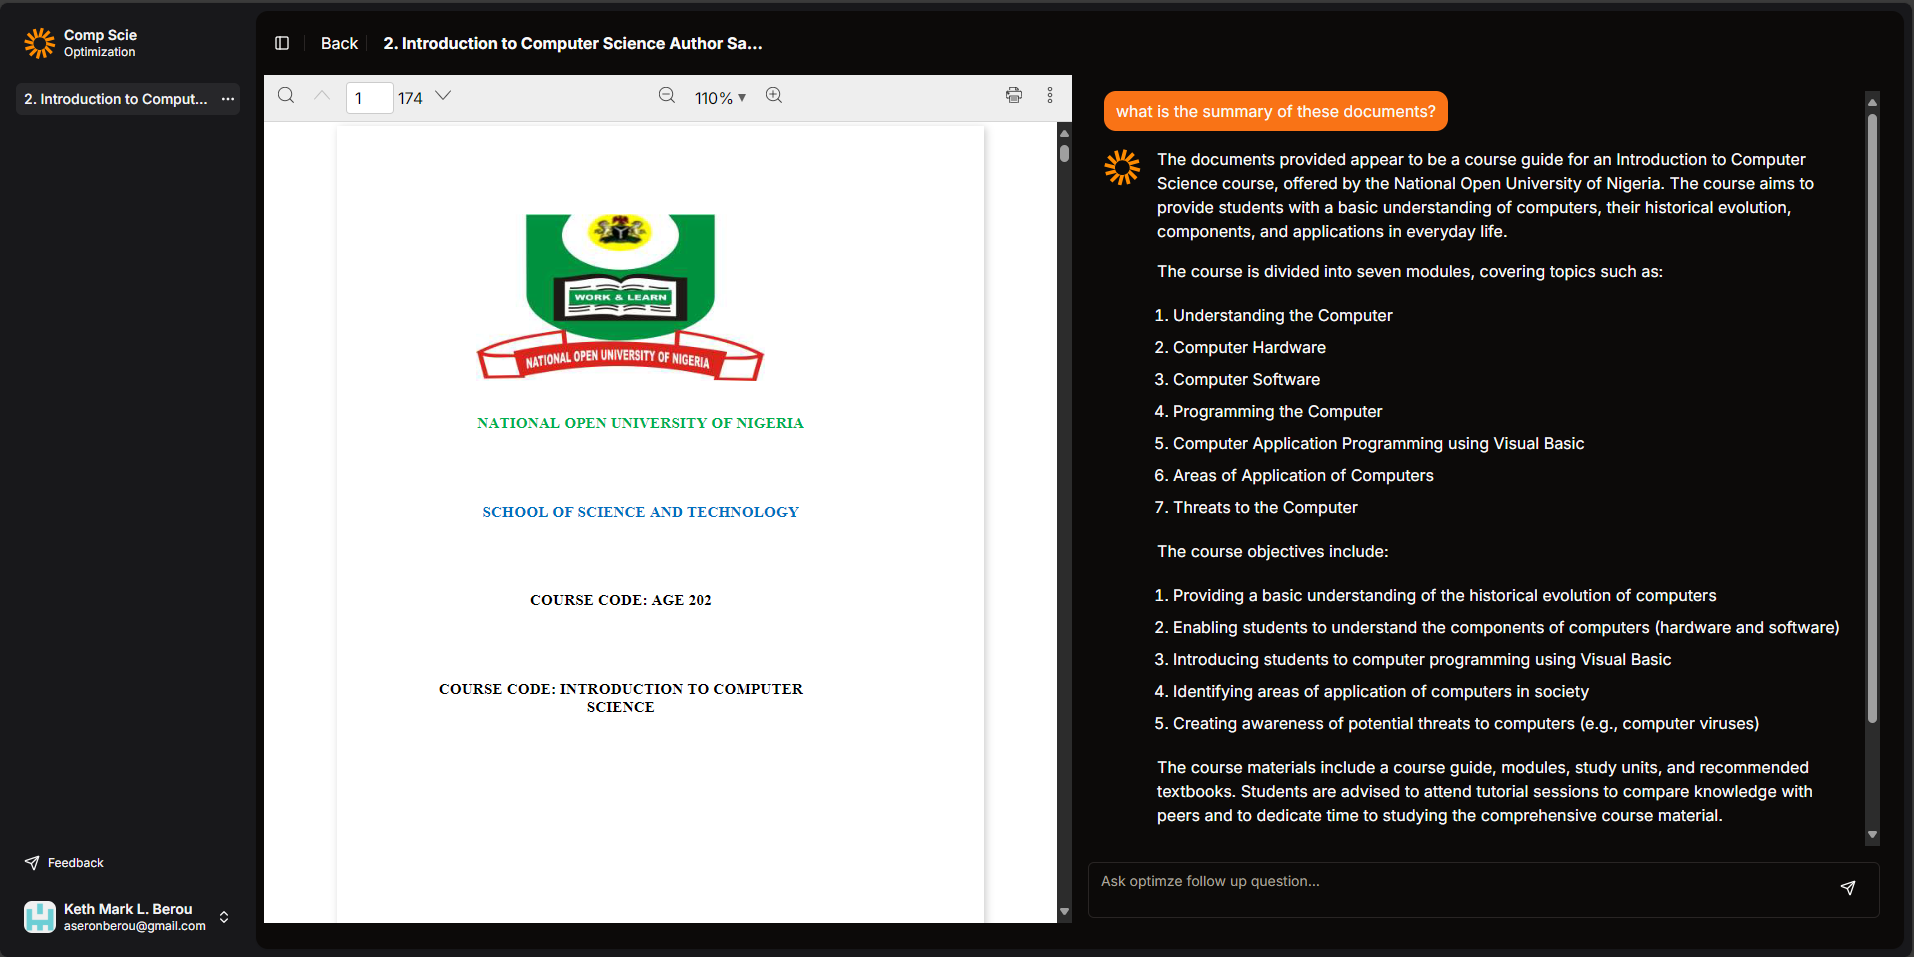 Comp Scie
Optimization
2. Introduction to Comput...
Feedback
Keth Mark L. Berou
aseronberou@gmail.com
Back
2. Introduction to Computer Science Author Sa...
1
174
110%
WORK & LEARN
NATIONAL OPEN UNIVERSITY OF NIGERIA
NATIONAL OPEN UNIVERSITY OF NIGERIA
SCHOOL OF SCIENCE AND TECHNOLOGY
COURSE CODE: AGE 202
COURSE CODE: INTRODUCTION TO COMPUTER
SCIENCE
what is the summary of these documents?
The documents provided appear to be a course guide for an Introduction to Computer
Science course, offered by the National Open University of Nigeria. The course aims to
provide students with a basic understanding of computers, their historical evolution,
components, and applications in everyday life.
The course is divided into seven modules, covering topics such as:
1. Understanding the Computer
2. Computer Hardware
3. Computer Software
4. Programming the Computer
5. Computer Application Programming using Visual Basic
6. Areas of Application of Computers
7. Threats to the Computer
The course objectives include:
1. Providing a basic understanding of the historical evolution of computers
2. Enabling students to understand the components of computers (hardware and software)
3. Introducing students to computer programming using Visual Basic
4. Identifying areas of application of computers in society
5. Creating awareness of potential threats to computers (e.g., computer viruses)
The course materials include a course guide, modules, study units, and recommended
textbooks. Students are advised to attend tutorial sessions to compare knowledge with
peers and to dedicate time to studying the comprehensive course material.
Ask optimze follow up question...